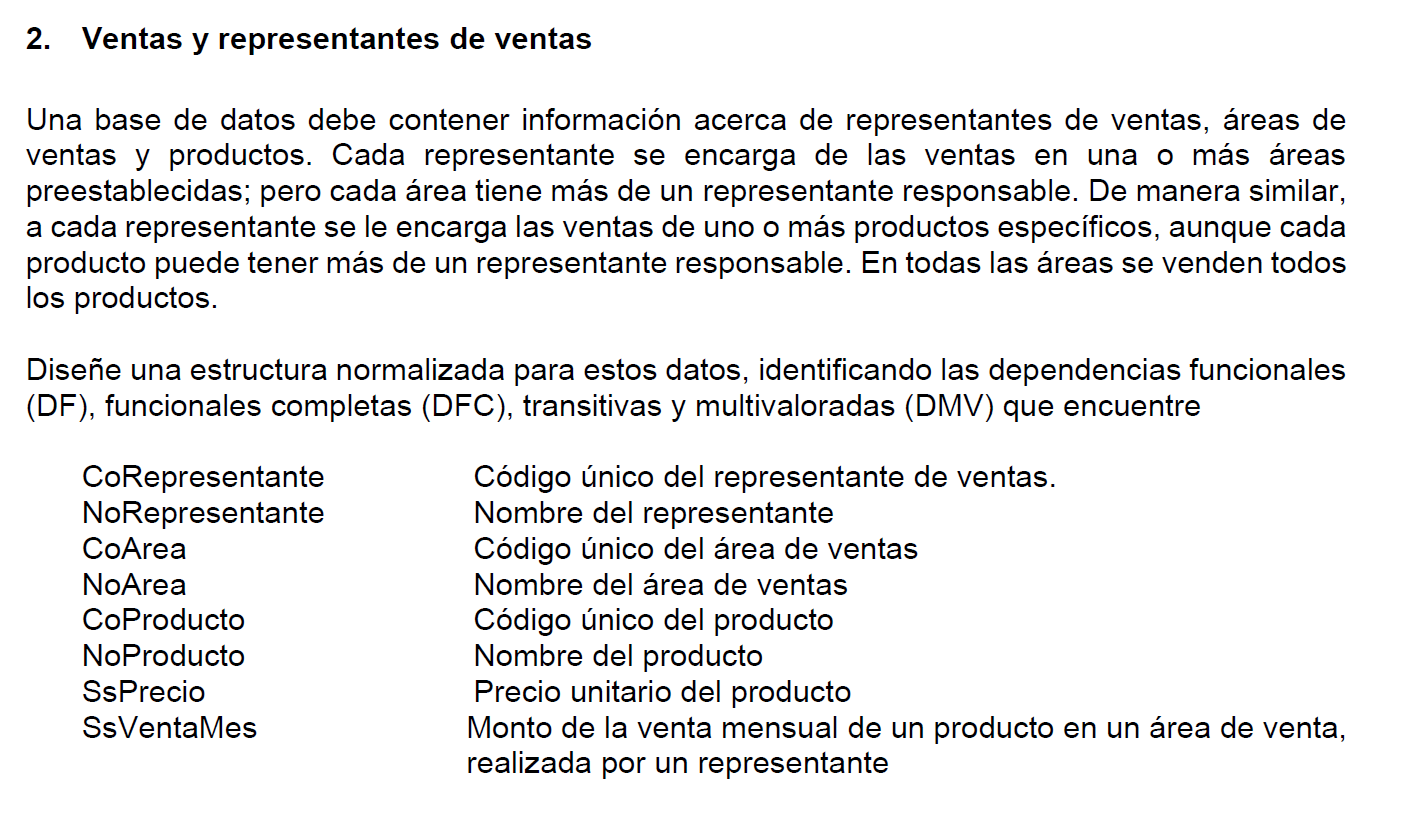 2. Ventas y representantes de ventas
Una base de datos debe contener información acerca de representantes de ventas, áreas de
ventas y productos. Cada representante se encarga de las ventas en una o más áreas
preestablecidas; pero cada área tiene más de un representante responsable. De manera similar,
a cada representante se le encarga las ventas de uno o más productos específicos, aunque cada
producto puede tener más de un representante responsable. En todas las áreas se venden todos
los productos.
Diseñe una estructura normalizada para estos datos, identificando las dependencias funcionales
(DF), funcionales completas (DFC), transitivas y multivaloradas (DMV) que encuentre
CoRepresentante Código único del representante de ventas.
NoRepresentante Nombre del representante
CoArea Código único del área de ventas
NoArea Nombre del área de ventas
CoProducto Código único del producto
NoProducto Nombre del producto
SsPrecio Precio unitario del producto
SsVentaMes Monto de la venta mensual de un producto en un área de venta,
realizada por un representante